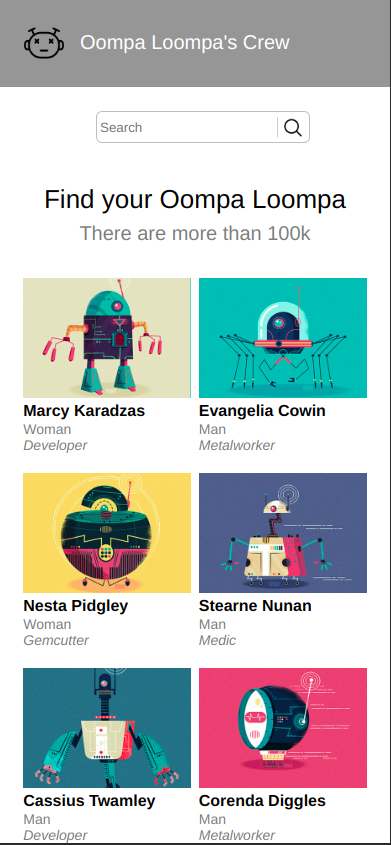 Oompa Loompa's Crew
Search
Find your Oompa Loompa
There are more than 100k
Marcy Karadzas
Woman
Developer
Evangelia Cowin
Man
Metalworker
Nesta Pidgley
Woman
Gemcutter
Stearne Nunan
Man
Medic
Cassius Twamley
Man
Developer
Corenda Diggles
Man
Metalworker